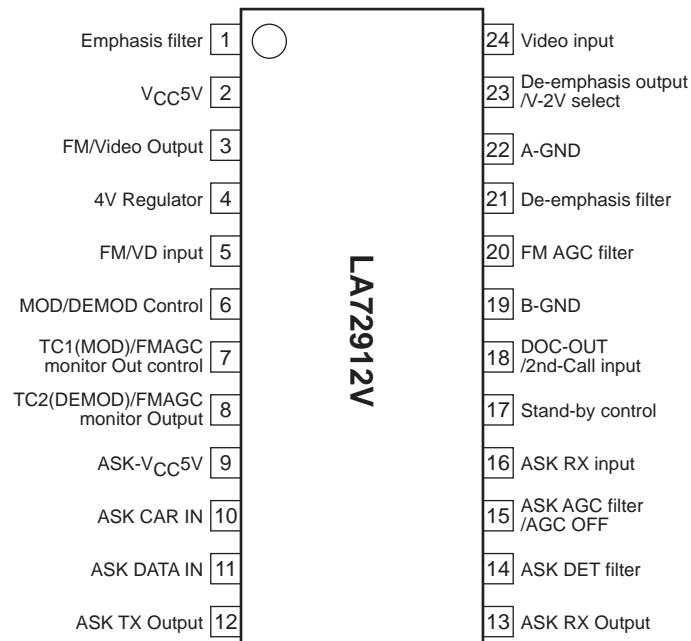 Emphasis filter 1
VCC5V 2
FM/Video Output 3
4V Regulator 4
FM/VD input 5
MOD/DEMOD Control 6
TC1(MOD)/FMAGC
monitor Out control 7
TC2(DEMOD)/FMAGC
monitor Output 8
ASK-VCC5V 9
ASK CAR IN 10
ASK DATA IN 11
ASK TX Output 12
LA72912V
24 Video input
23 De-emphasis output
/V-2V select
22 A-GND
21 De-emphasis filter
20 FM AGC filter
19 B-GND
18 DOC-OUT
/2nd-Call input
17 Stand-by control
16 ASK RX input
15 ASK AGC filter
/AGC OFF
14 ASK DET filter
13 ASK RX Output